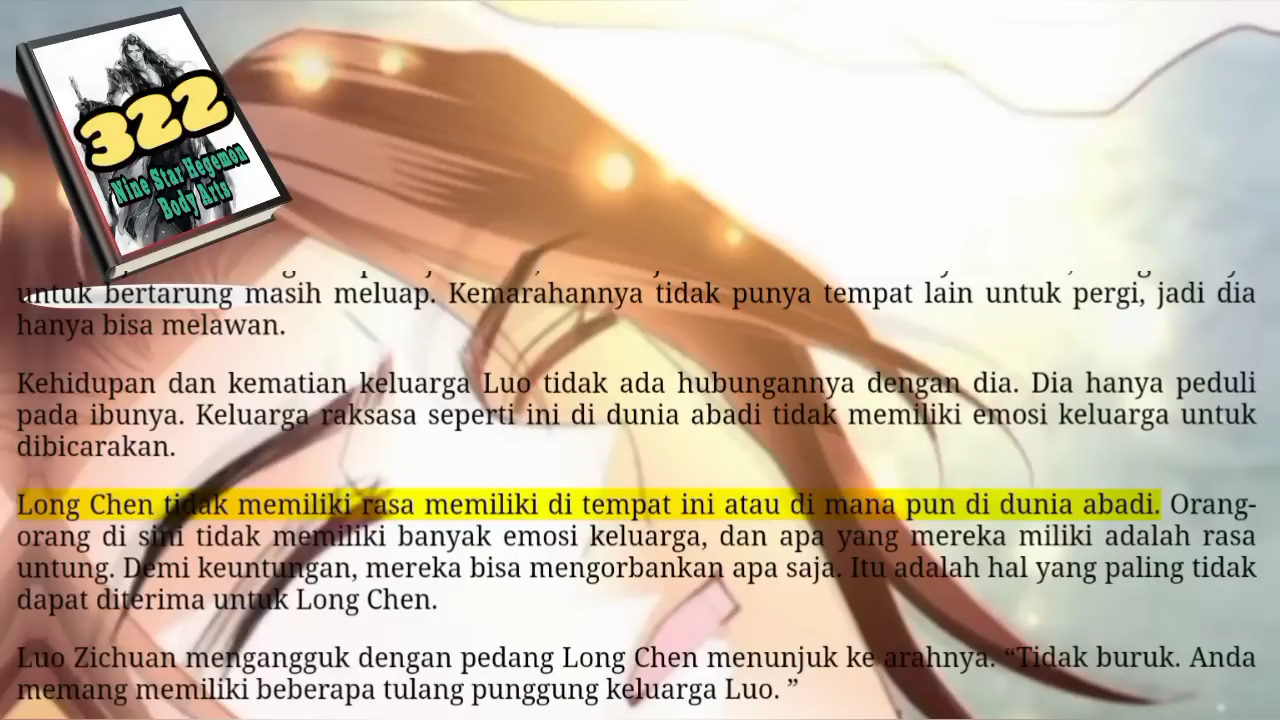 322
Nine Star Hegemon
Body Arts
untuk bertarung masih meluap. Kemarahannya tidak punya tempat lain untuk pergi, jadi dia
hanya bisa melawan.
Kehidupan dan kematian keluarga Luo tidak ada hubungannya dengan dia. Dia hanya peduli
pada ibunya. Keluarga raksasa seperti ini di dunia abadi tidak memiliki emosi keluarga untuk
dibicarakan.
Long Chen tidak memiliki rasa memiliki di tempat ini atau di mana pun di dunia abadi. Orang-
orang di sini tidak memiliki banyak emosi keluarga, dan apa yang mereka miliki adalah rasa
untung. Demi keuntungan, mereka bisa mengorbankan apa saja. Itu adalah hal yang paling tidak
dapat diterima untuk Long Chen.
Luo Zichuan mengangguk dengan pedang Long Chen menunjuk ke arahnya. “Tidak buruk. Anda
memang memiliki beberapa tulang punggung keluarga Luo. ”